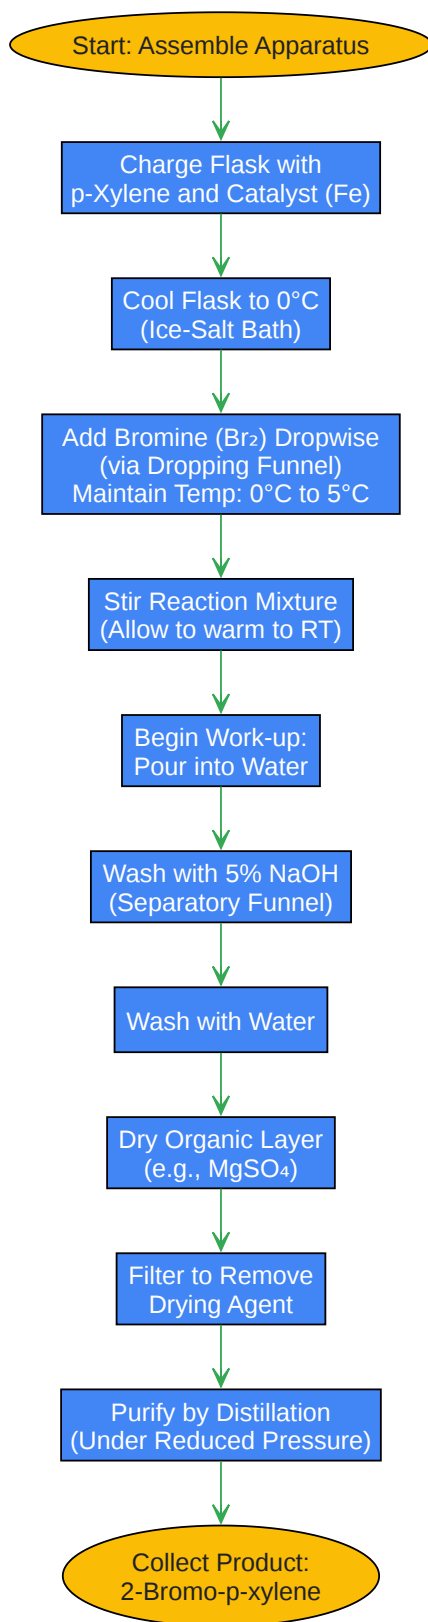 Start: Assemble Apparatus
Charge Flask with
p-Xylene and Catalyst (Fe)
Cool Flask to 0°C
(Ice-Salt Bath)
Add Bromine (Br₂) Dropwise
(via Dropping Funnel)
Maintain Temp: 0°C to 5°C
Stir Reaction Mixture
(Allow to warm to RT)
Begin Work-up:
Pour into Water
Wash with 5% NaOH
(Separatory Funnel)
Wash with Water
Dry Organic Layer
(e.g., MgSO₄)
Filter to Remove
Drying Agent
Purify by Distillation
(Under Reduced Pressure)
Collect Product:
2-Bromo-p-xylene